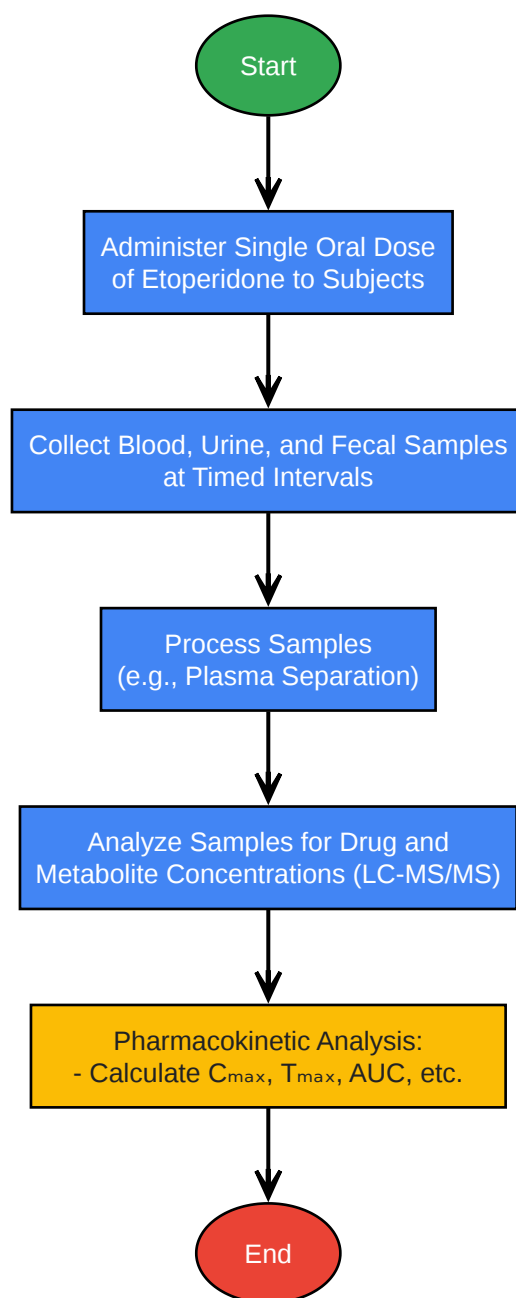 Start
Administer Single Oral Dose
of Etoperidone to Subjects
Collect Blood, Urine, and Fecal Samples
at Timed Intervals
Process Samples
(e.g., Plasma Separation)
Analyze Samples for Drug and
Metabolite Concentrations (LC-MS/MS)
Pharmacokinetic Analysis:
- Calculate Cₘₐₓ, Tₘₐₓ, AUC, etc.
End